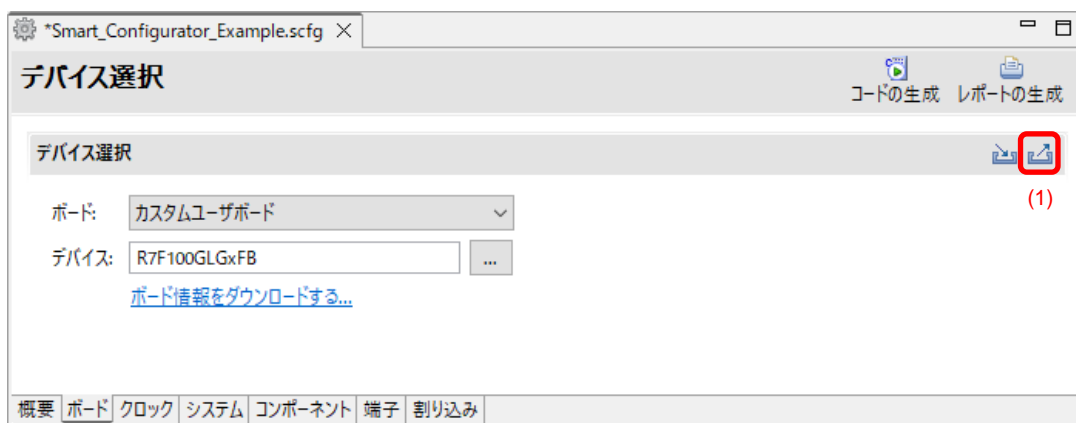 *Smart_Configurator_Example.scfg
デバイス選択
コードの生成 レポートの生成
デバイス選択
(1)
ボード: カスタムユーザボード
デバイス: R7F100GLGxFB ...
ボード情報をダウンロードする...
概要 ボード クロック システム コンポーネント 端子 割り込み